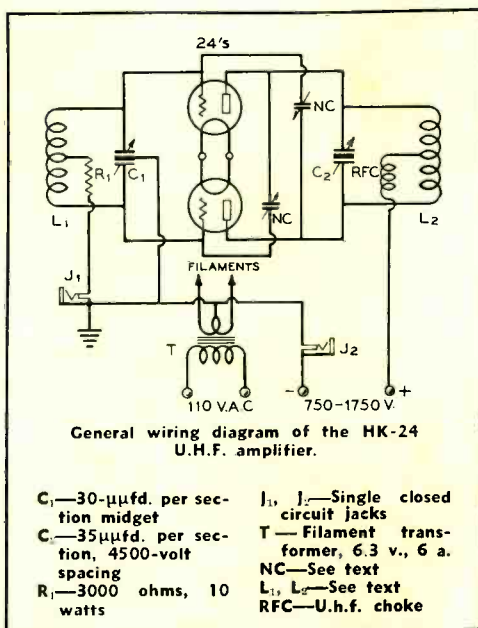 24's
NC
R₁
C₁
C₂
RFC
L₁
NC
L₂
J₁
FILAMENTS
T
J₂
110 V.A.C
-
750-1750 V.
+
General wiring diagram of the HK-24
U.H.F. amplifier.
C₁—30-μμfd. per sec-
tion midget
C₂—35μμfd. per sec-
tion, 4500-volt
spacing
R₁—3000 ohms, 10
watts
J₁, J₂—Single closed
circuit jacks
T — Filament trans-
former, 6.3 v., 6 a.
NC—See text
L₁, L₂—See text
RFC—U.h.f. choke